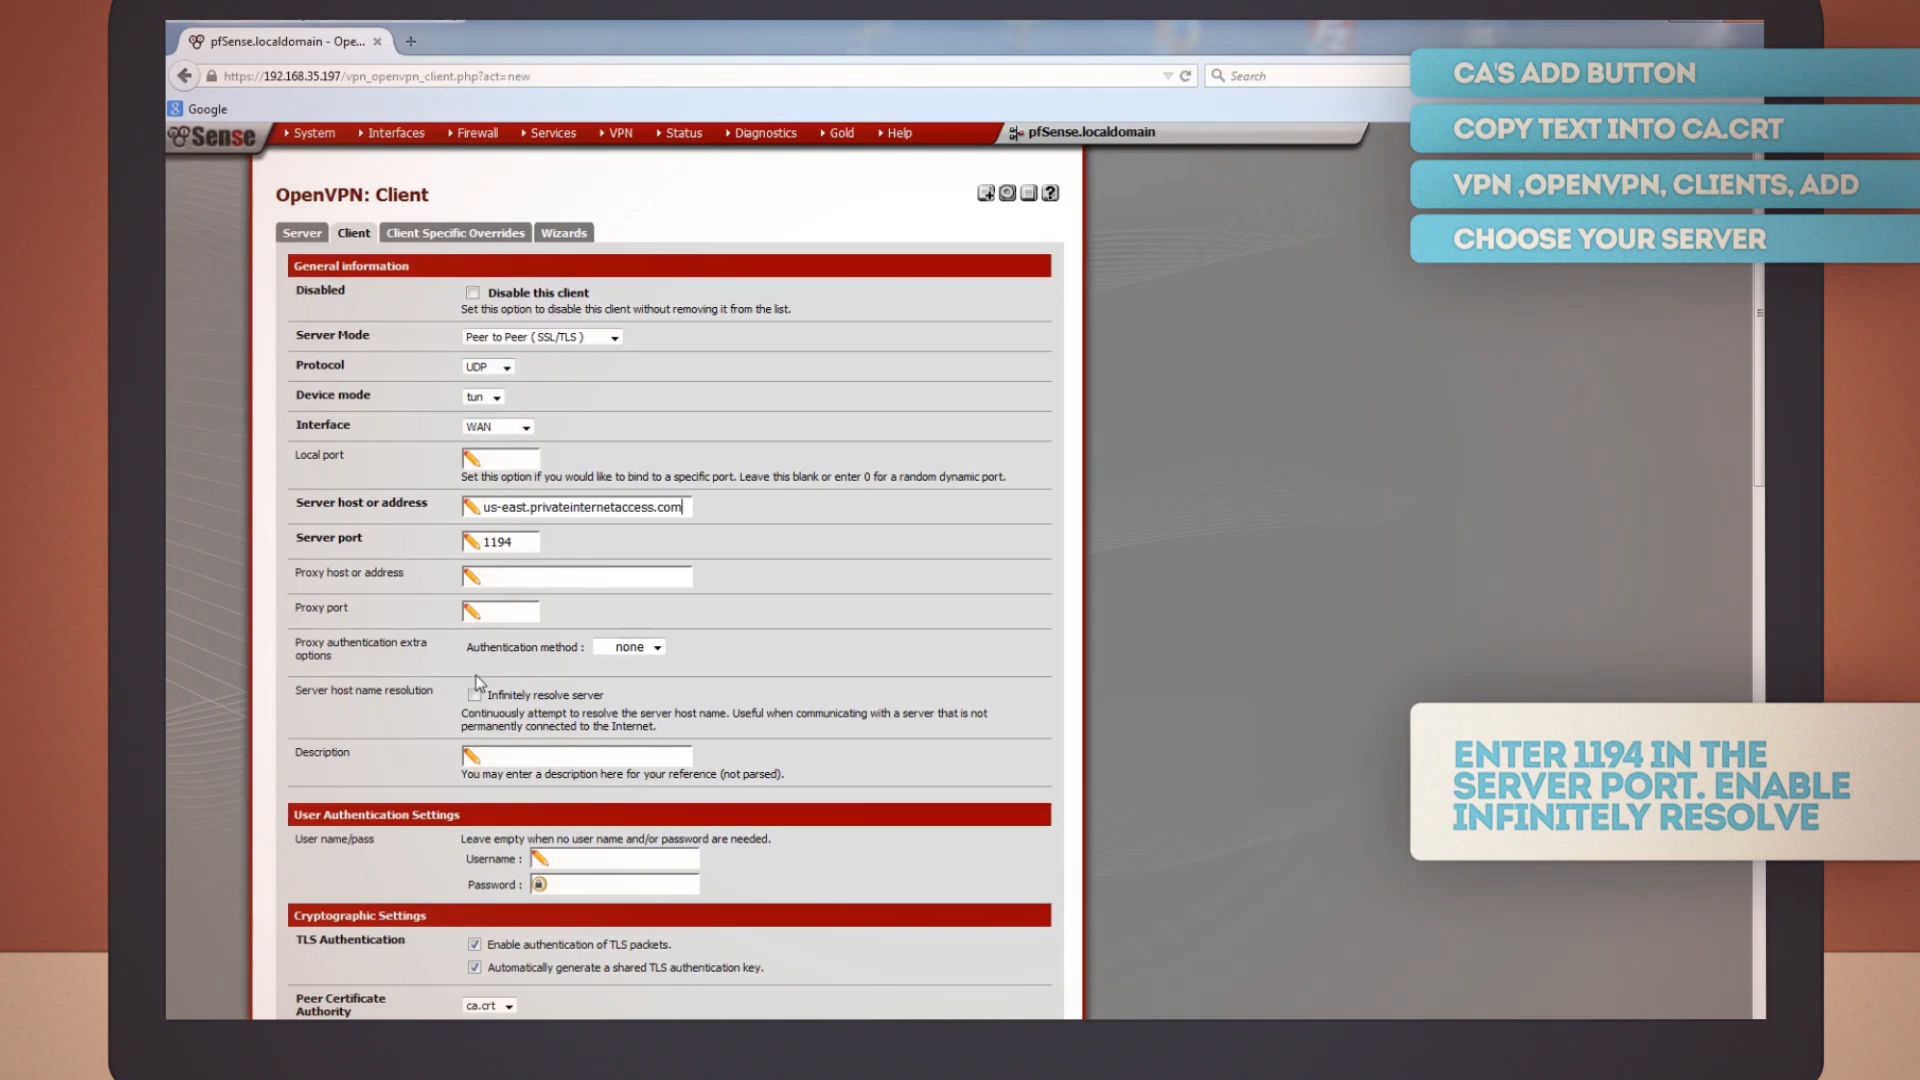 pfSense.localdomain - Ope...
https://192.168.35.197/vpn_openvpn_client.php?act=new
Search
Google
Sense
System
Interfaces
Firewall
Services
VPN
Status
Diagnostics
Gold
Help
pfSense.localdomain
OpenVPN: Client
Server
Client
Client Specific Overrides
Wizards
General information
Disabled
Disable this client
Set this option to disable this client without removing it from the list.
Server Mode
Peer to Peer ( SSL/TLS )
Protocol
UDP
Device mode
tun
Interface
WAN
Local port
Set this option if you would like to bind to a specific port. Leave this blank or enter 0 for a random dynamic port.
Server host or address
us-east.privateinternetaccess.com
Server port
1194
Proxy host or address
Proxy port
Proxy authentication extra
options
Authentication method :
none
Server host name resolution
Infinitely resolve server
Continuously attempt to resolve the server host name. Useful when communicating with a server that is not
permanently connected to the Internet.
Description
You may enter a description here for your reference (not parsed).
User Authentication Settings
User name/pass
Leave empty when no user name and/or password are needed.
Username :
Password :
Cryptographic Settings
TLS Authentication
Enable authentication of TLS packets.
Automatically generate a shared TLS authentication key.
Peer Certificate
Authority
ca.crt
CA'S ADD BUTTON
COPY TEXT INTO CA.CRT
VPN ,OPENVPN, CLIENTS, ADD
CHOOSE YOUR SERVER
ENTER 1194 IN THE
SERVER PORT. ENABLE
INFINITELY RESOLVE